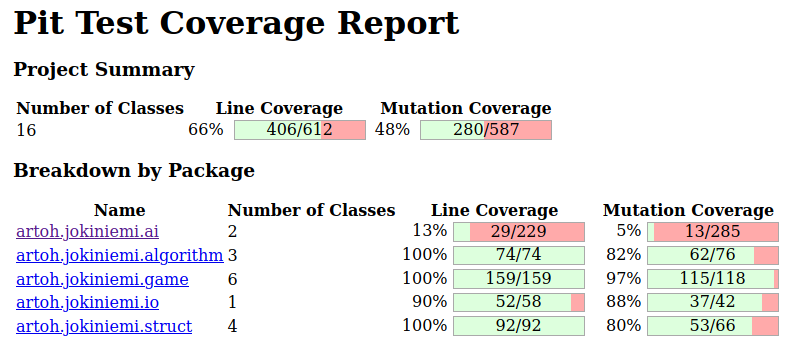 Pit Test Coverage Report
Project Summary
Number of Classes Line Coverage Mutation Coverage
16 66% 406/612 48% 280/587
Breakdown by Package
Name Number of Classes Line Coverage Mutation Coverage
artoh.jokiniemi.ai 2 13% 29/229 5% 13/285
artoh.jokiniemi.algorithm 3 100% 74/74 82% 62/76
artoh.jokiniemi.game 6 100% 159/159 97% 115/118
artoh.jokiniemi.io 1 90% 52/58 88% 37/42
artoh.jokiniemi.struct 4 100% 92/92 80% 53/66